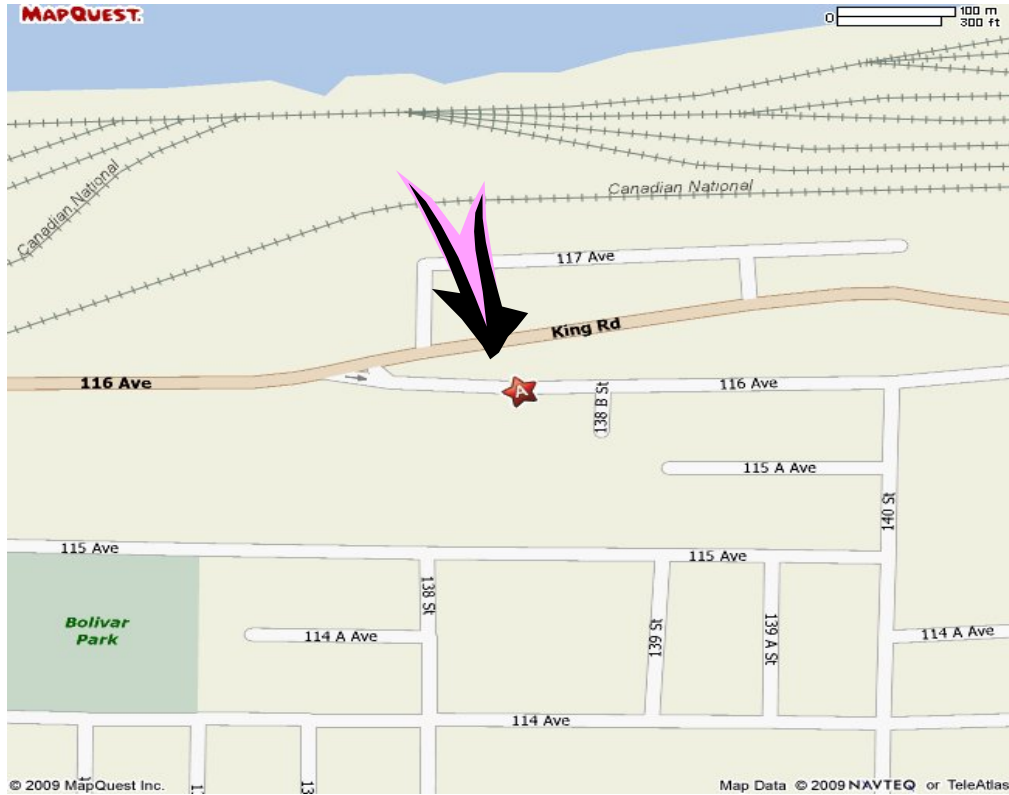 MAPQUEST.
0 100 m
300 ft
Canadian National
Canadian National
117 Ave
King Rd
116 Ave
A
138 B St
116 Ave
115 A Ave
140 St
115 Ave
115 Ave
138 St
Bolivar
Park
114 A Ave
139 St
139 A St
114 A Ave
114 Ave
© 2009 MapQuest Inc.
Map Data © 2009 NAVTEQ or TeleAtlas